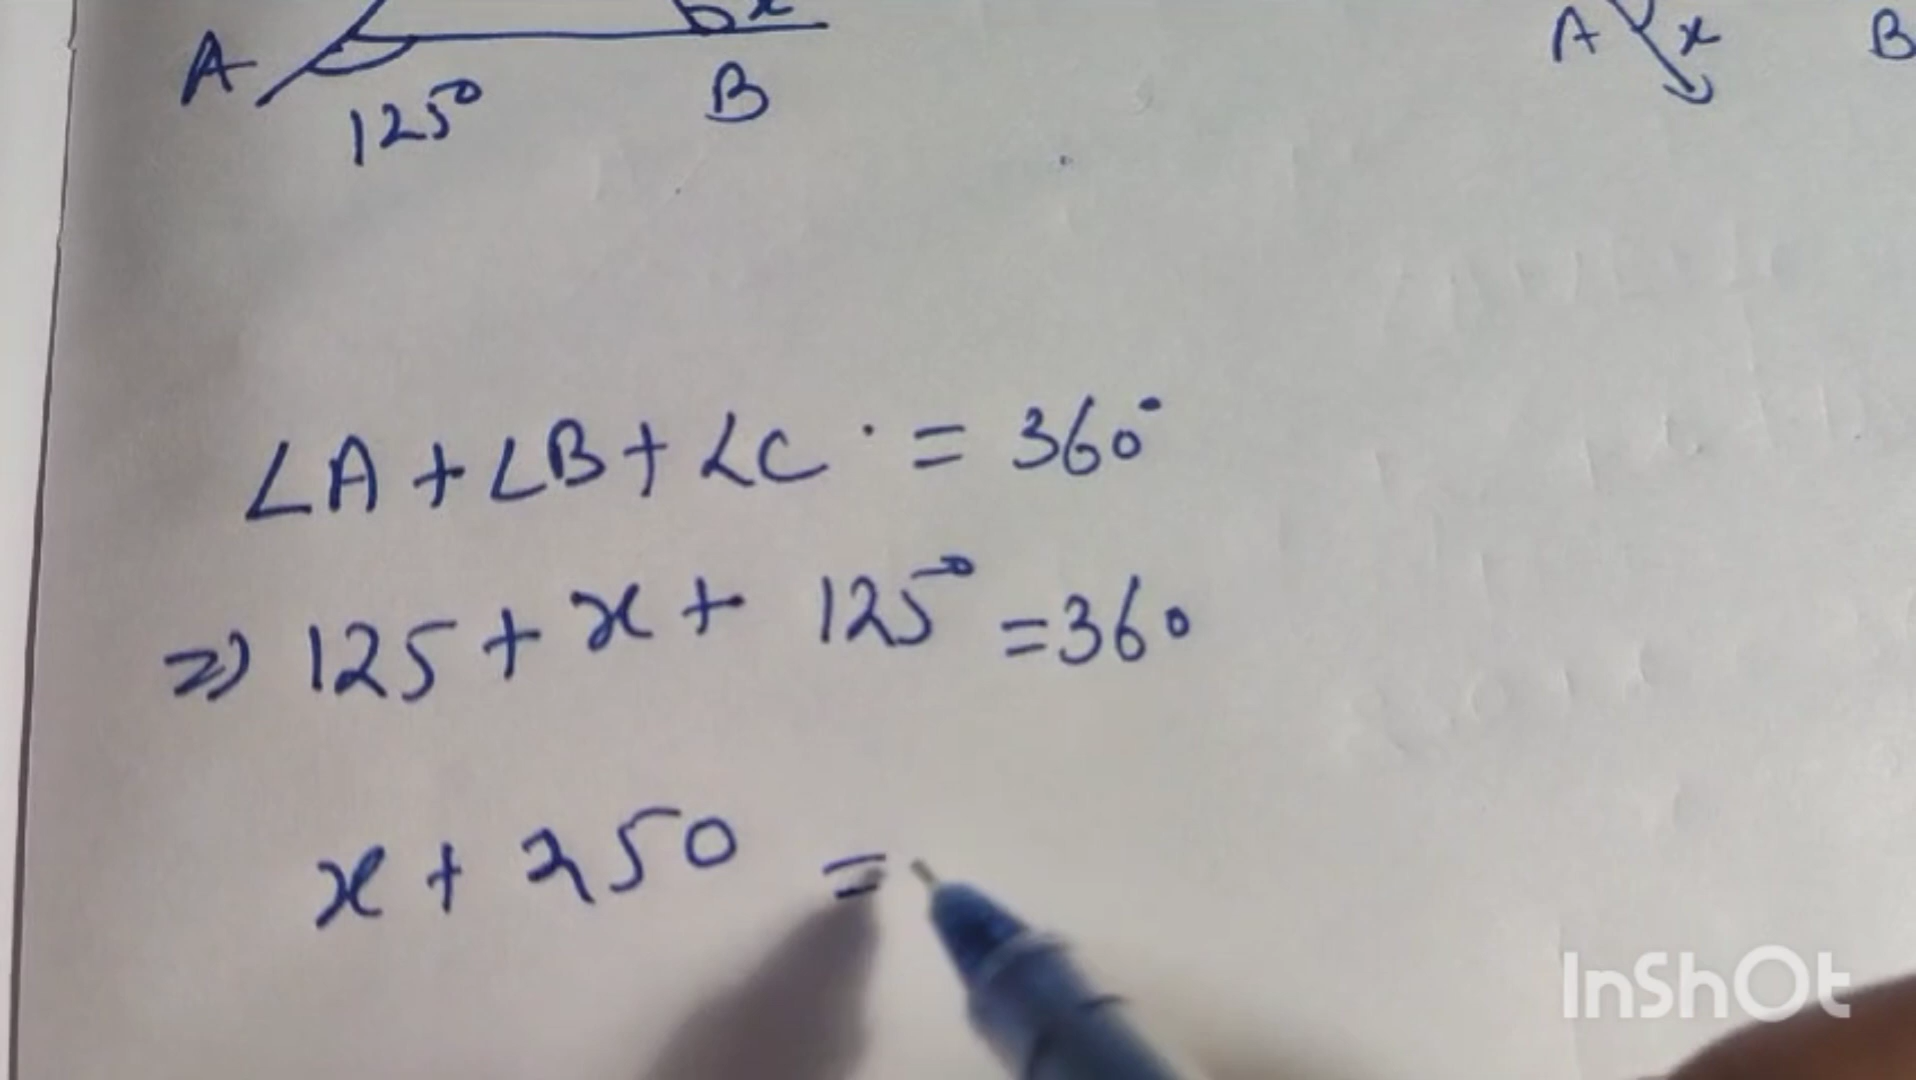 x
A x B
A
125° B
∠A + ∠B + ∠C = 360°
⇒ 125 + x + 125° = 360
x + 250 =
InShOt